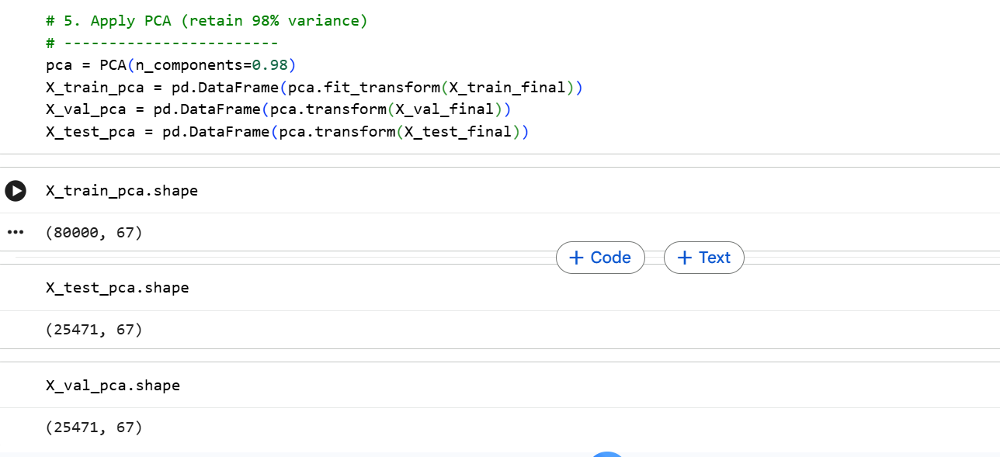 # 5. Apply PCA (retain 98% variance)
# ------------------------
pca = PCA(n_components=0.98)
X_train_pca = pd.DataFrame(pca.fit_transform(X_train_final))
X_val_pca = pd.DataFrame(pca.transform(X_val_final))
X_test_pca = pd.DataFrame(pca.transform(X_test_final))
X_train_pca.shape
(80000, 67)
+ Code + Text
X_test_pca.shape
(25471, 67)
X_val_pca.shape
(25471, 67)